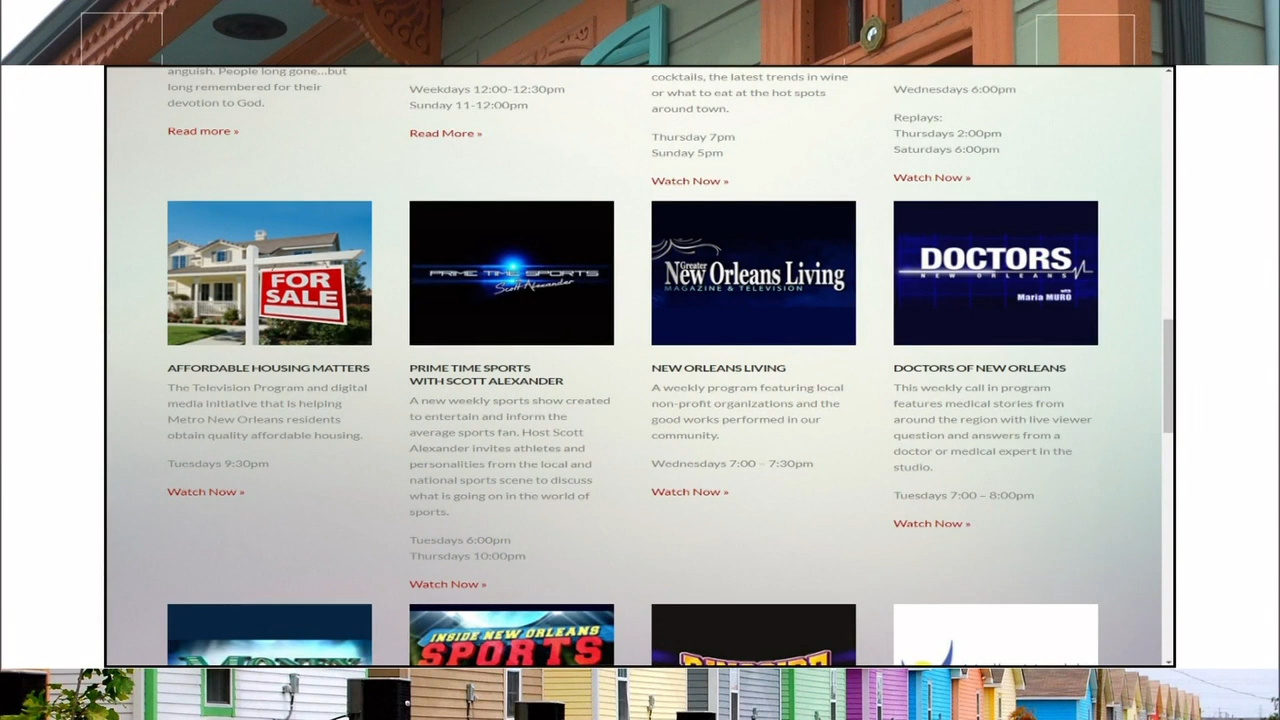 anguish. People long gone...but
long remembered for their
devotion to God.
Read more »
Weekdays 12:00-12:30pm
Sunday 11-12:00pm
Read More »
cocktails, the latest trends in wine
or what to eat at the hot spots
around town.
Thursday 7pm
Sunday 5pm
Watch Now »
Wednesdays 6:00pm
Replays:
Thursdays 2:00pm
Saturdays 6:00pm
Watch Now »
FOR
SALE
AFFORDABLE HOUSING MATTERS
The Television Program and digital
media initiative that is helping
Metro New Orleans residents
obtain quality affordable housing.
Tuesdays 9:30pm
Watch Now »
PRIME TIME SPORTS
Scott Alexander
PRIME TIME SPORTS
WITH SCOTT ALEXANDER
A new weekly sports show created
to entertain and inform the
average sports fan. Host Scott
Alexander invites athletes and
personalities from the local and
national sports scene to discuss
what is going on in the world of
sports.
Tuesdays 6:00pm
Thursdays 10:00pm
Watch Now »
Greater
New Orleans Living
MAGAZINE & TELEVISION
NEW ORLEANS LIVING
A weekly program featuring local
non-profit organizations and the
good works performed in our
community.
Wednesdays 7:00 – 7:30pm
Watch Now »
DOCTORS
NEW ORLEANS
with
Maria MURO
DOCTORS OF NEW ORLEANS
This weekly call in program
features medical stories from
around the region with live viewer
question and answers from a
doctor or medical expert in the
studio.
Tuesdays 7:00 – 8:00pm
Watch Now »
MONEY
INSIDE NEW ORLEANS
SPORTS